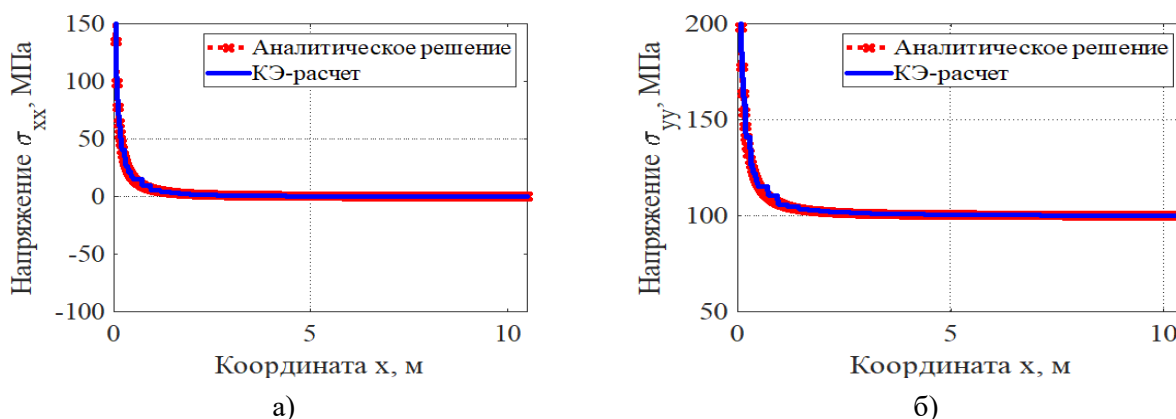 150
100
50
0
-50
-100
Напряжение σxx, МПа
Аналитическое решение
КЭ-расчет
0
5
10
Координата x, м
а)
200
150
100
50
Напряжение σyy, МПа
Аналитическое решение
КЭ-расчет
0
5
10
Координата x, м
б)